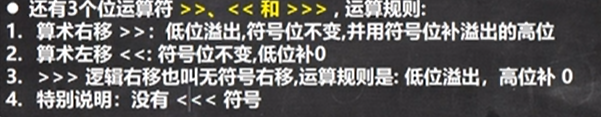 ● 还有3个位运算符 >>、<< 和 >>> , 运算规则:
1. 算术右移 >>: 低位溢出,符号位不变,并用符号位补溢出的高位
2. 算术左移 <<: 符号位不变,低位补0
3. >>> 逻辑右移也叫无符号右移,运算规则是: 低位溢出，高位补 0
4. 特别说明：没有 <<< 符号